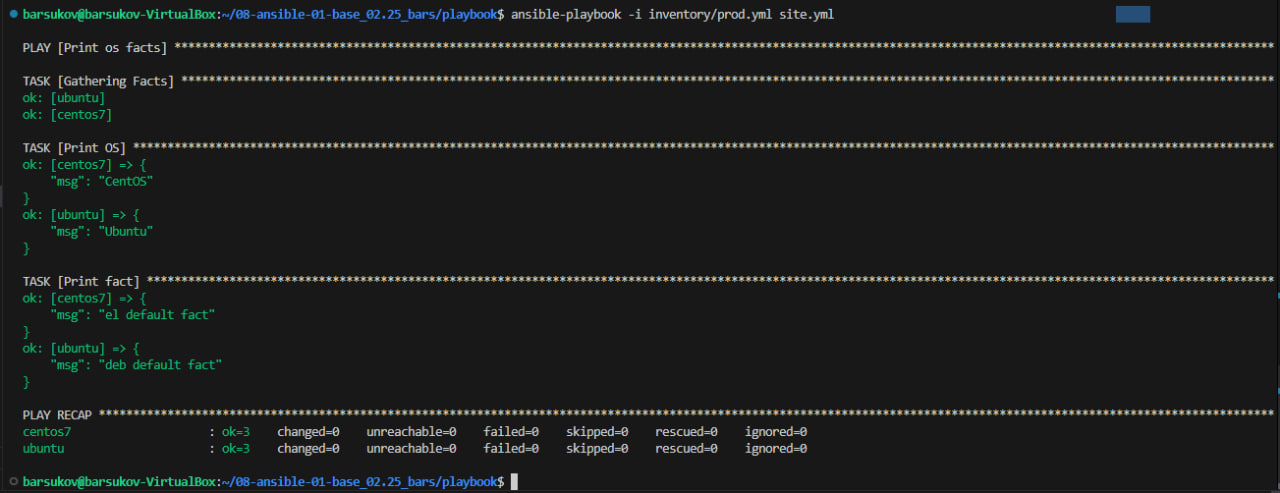 barsukov@barsukov-VirtualBox:~/08-ansible-01-base_02.25_bars/playbook$ ansible-playbook -i inventory/prod.yml site.yml
PLAY [Print os facts] ****************************************************************************************************************************************************************
TASK [Gathering Facts] ***************************************************************************************************************************************************************
ok: [ubuntu]
ok: [centos7]
TASK [Print OS] **********************************************************************************************************************************************************************
ok: [centos7] => {
    "msg": "CentOS"
}
ok: [ubuntu] => {
    "msg": "Ubuntu"
}
TASK [Print fact] ********************************************************************************************************************************************************************
ok: [centos7] => {
    "msg": "el default fact"
}
ok: [ubuntu] => {
    "msg": "deb default fact"
}
PLAY RECAP ***************************************************************************************************************************************************************************
centos7                    : ok=3    changed=0    unreachable=0    failed=0    skipped=0    rescued=0    ignored=0
ubuntu                     : ok=3    changed=0    unreachable=0    failed=0    skipped=0    rescued=0    ignored=0
barsukov@barsukov-VirtualBox:~/08-ansible-01-base_02.25_bars/playbook$